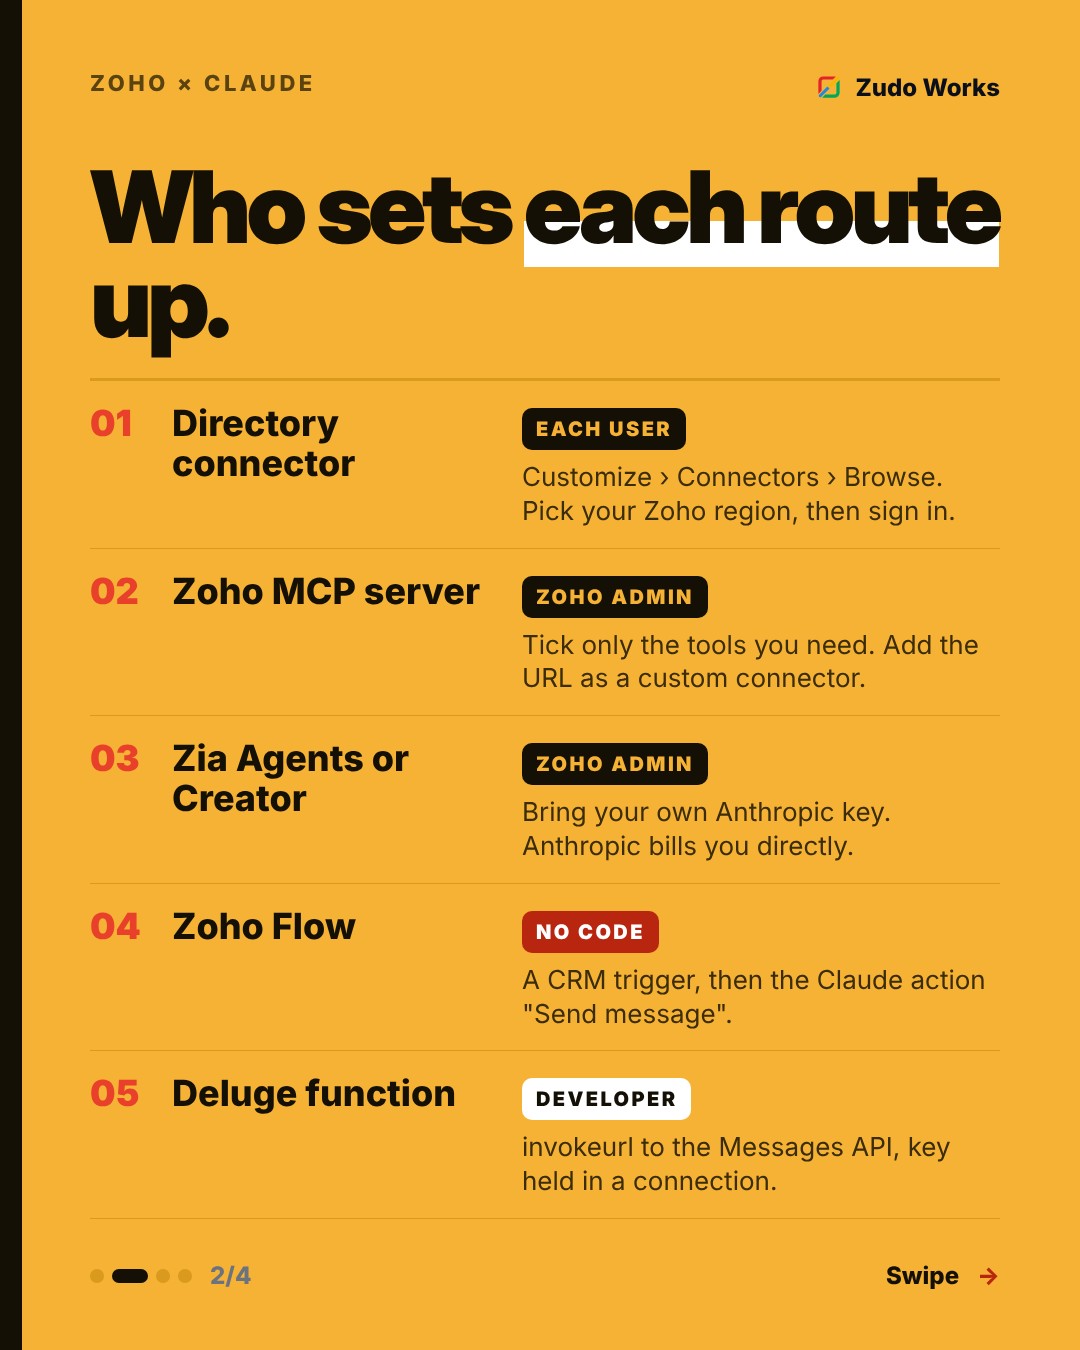 ZOHO × CLAUDE
Zudo Works
Who sets each route
up.
01
Directory
connector
EACH USER
Customize › Connectors › Browse.
Pick your Zoho region, then sign in.
02
Zoho MCP server
ZOHO ADMIN
Tick only the tools you need. Add the
URL as a custom connector.
03
Zia Agents or
Creator
ZOHO ADMIN
Bring your own Anthropic key.
Anthropic bills you directly.
04
Zoho Flow
NO CODE
A CRM trigger, then the Claude action
"Send message".
05
Deluge function
DEVELOPER
invokeurl to the Messages API, key
held in a connection.
2/4
Swipe →